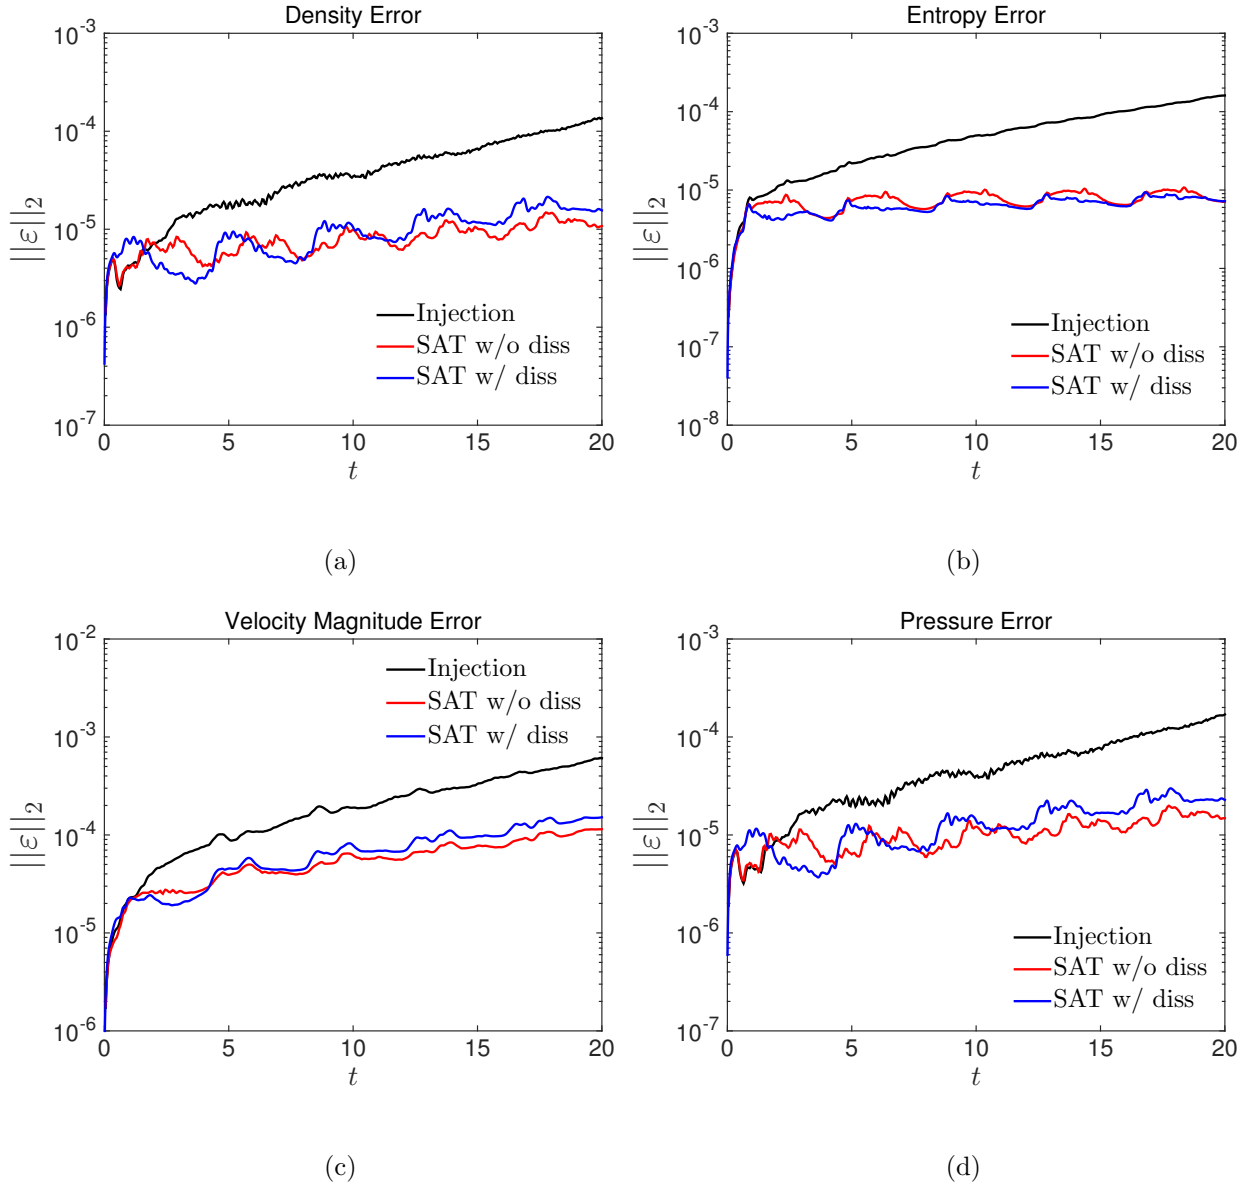 Density Error
10^-3
10^-4
10^-5
10^-6
10^-7
||ε||_2
Injection
SAT w/o diss
SAT w/ diss
0 5 10 15 20
t
(a)
Entropy Error
10^-3
10^-4
10^-5
10^-6
10^-7
10^-8
||ε||_2
Injection
SAT w/o diss
SAT w/ diss
0 5 10 15 20
t
(b)
Velocity Magnitude Error
10^-2
10^-3
10^-4
10^-5
10^-6
||ε||_2
Injection
SAT w/o diss
SAT w/ diss
0 5 10 15 20
t
(c)
Pressure Error
10^-3
10^-4
10^-5
10^-6
10^-7
||ε||_2
Injection
SAT w/o diss
SAT w/ diss
0 5 10 15 20
t
(d)